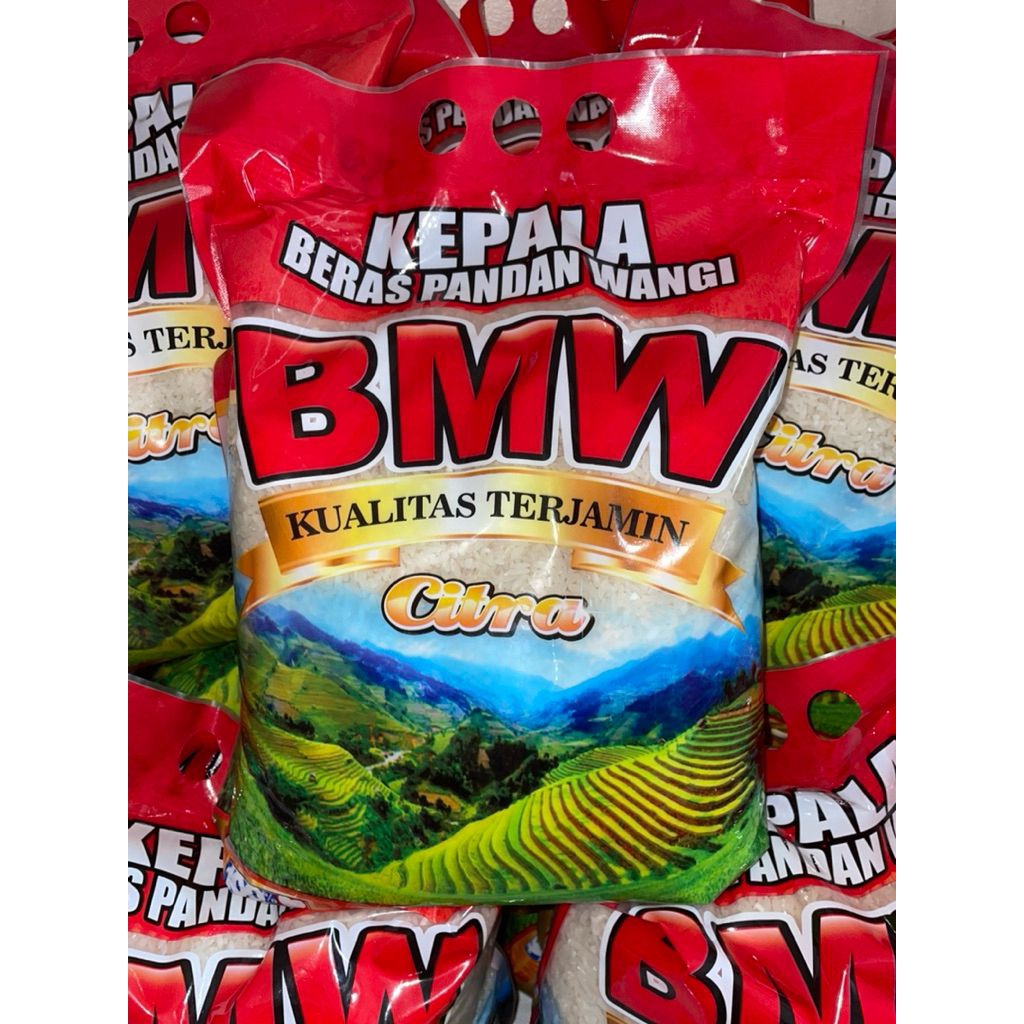 KEPALA
BERAS PANDAN WANGI
BMW
KUALITAS TERJAMIN
Citra